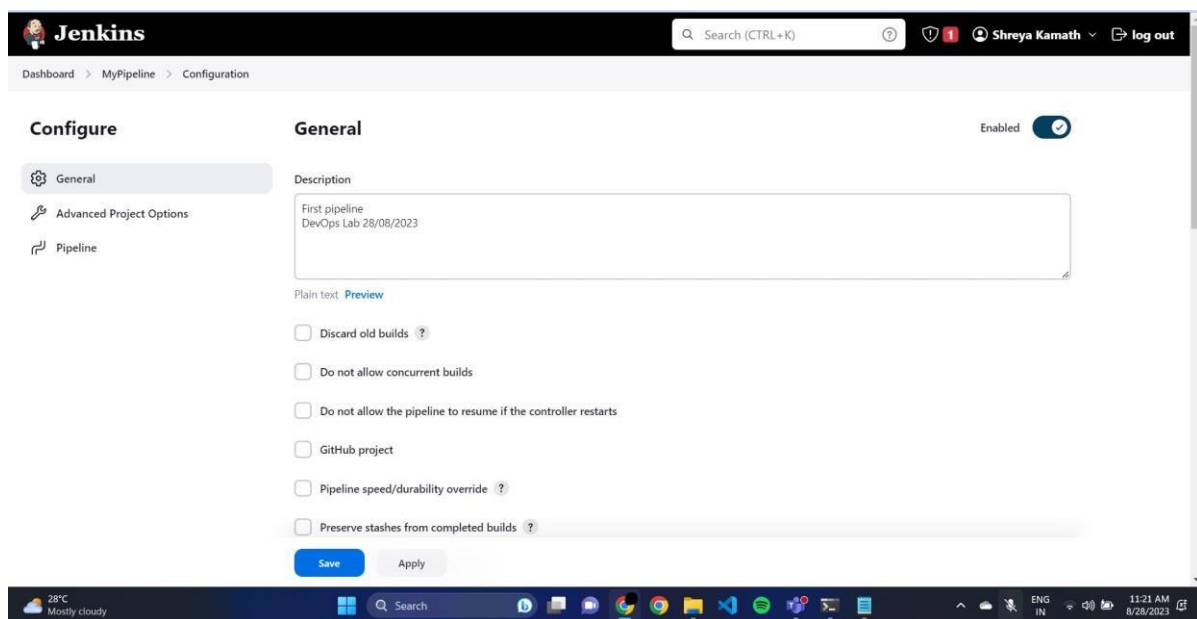 Jenkins
Search (CTRL+K)
?
1
Shreya Kamath
log out
Dashboard > MyPipeline > Configuration
Configure
General
Advanced Project Options
Pipeline
General
Enabled
Description
First pipeline
DevOps Lab 28/08/2023
Plain text Preview
Discard old builds ?
Do not allow concurrent builds
Do not allow the pipeline to resume if the controller restarts
GitHub project
Pipeline speed/durability override ?
Preserve stashes from completed builds ?
Save
Apply
28°C
Mostly cloudy
Search
ENG
IN
11:21 AM
8/28/2023